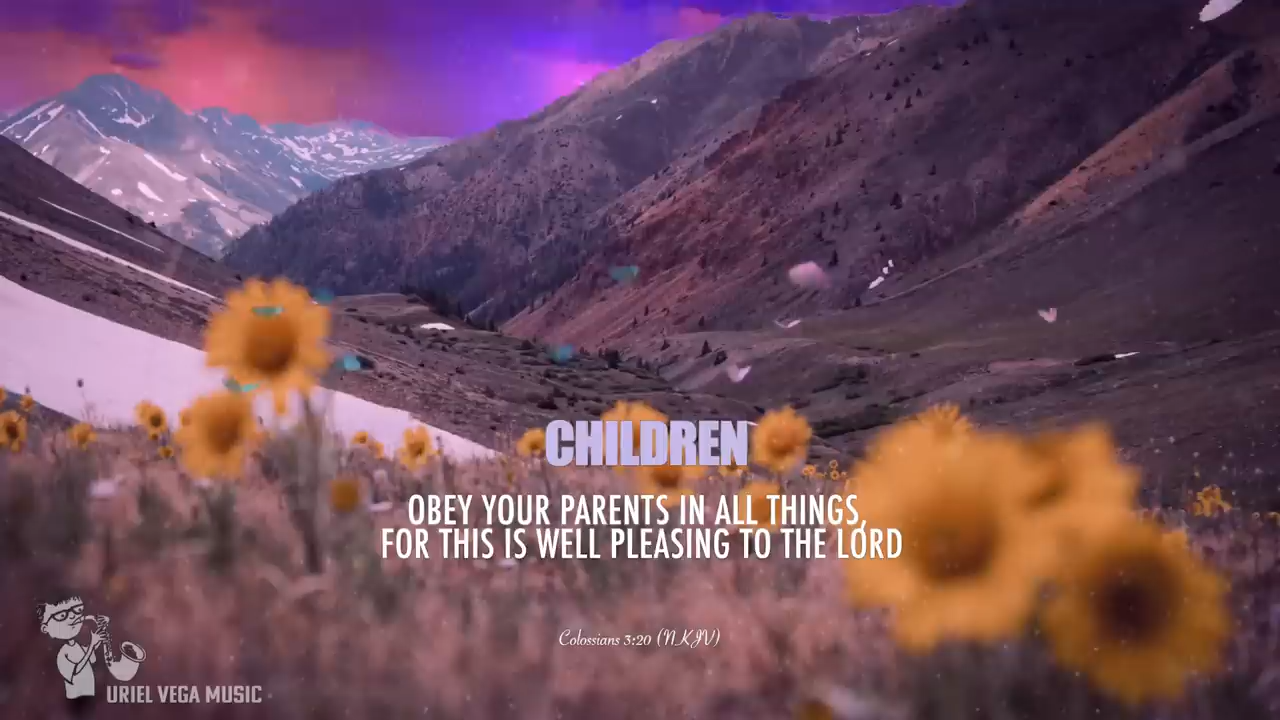 CHILDREN
OBEY YOUR PARENTS IN ALL THINGS,
FOR THIS IS WELL PLEASING TO THE LORD
Colossians 3:20 (NKJV)
URIEL VEGA MUSIC